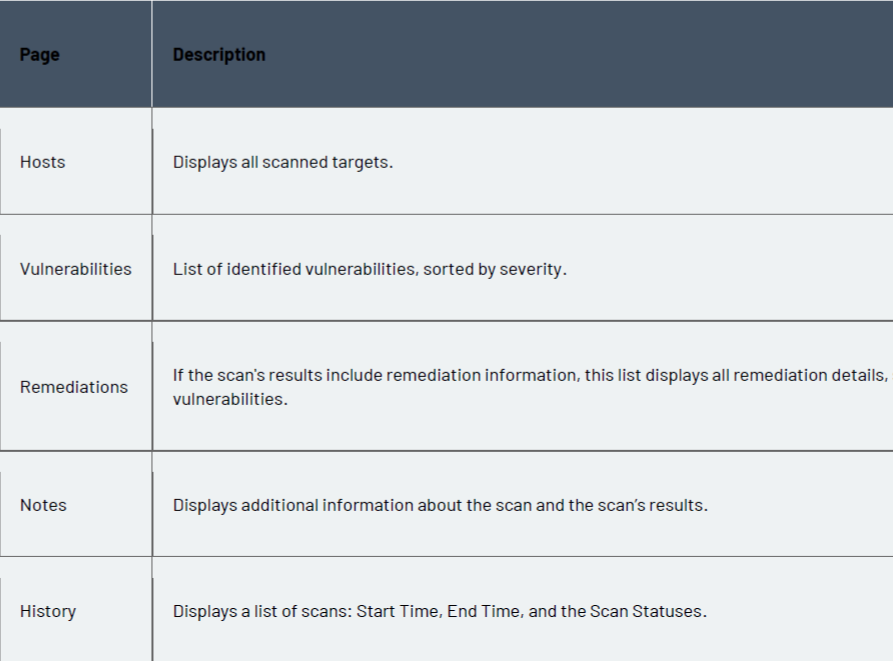 Page Description
Hosts Displays all scanned targets.
Vulnerabilities List of identified vulnerabilities, sorted by severity.
Remediations If the scan's results include remediation information, this list displays all remediation details,
vulnerabilities.
Notes Displays additional information about the scan and the scan's results.
History Displays a list of scans: Start Time, End Time, and the Scan Statuses.